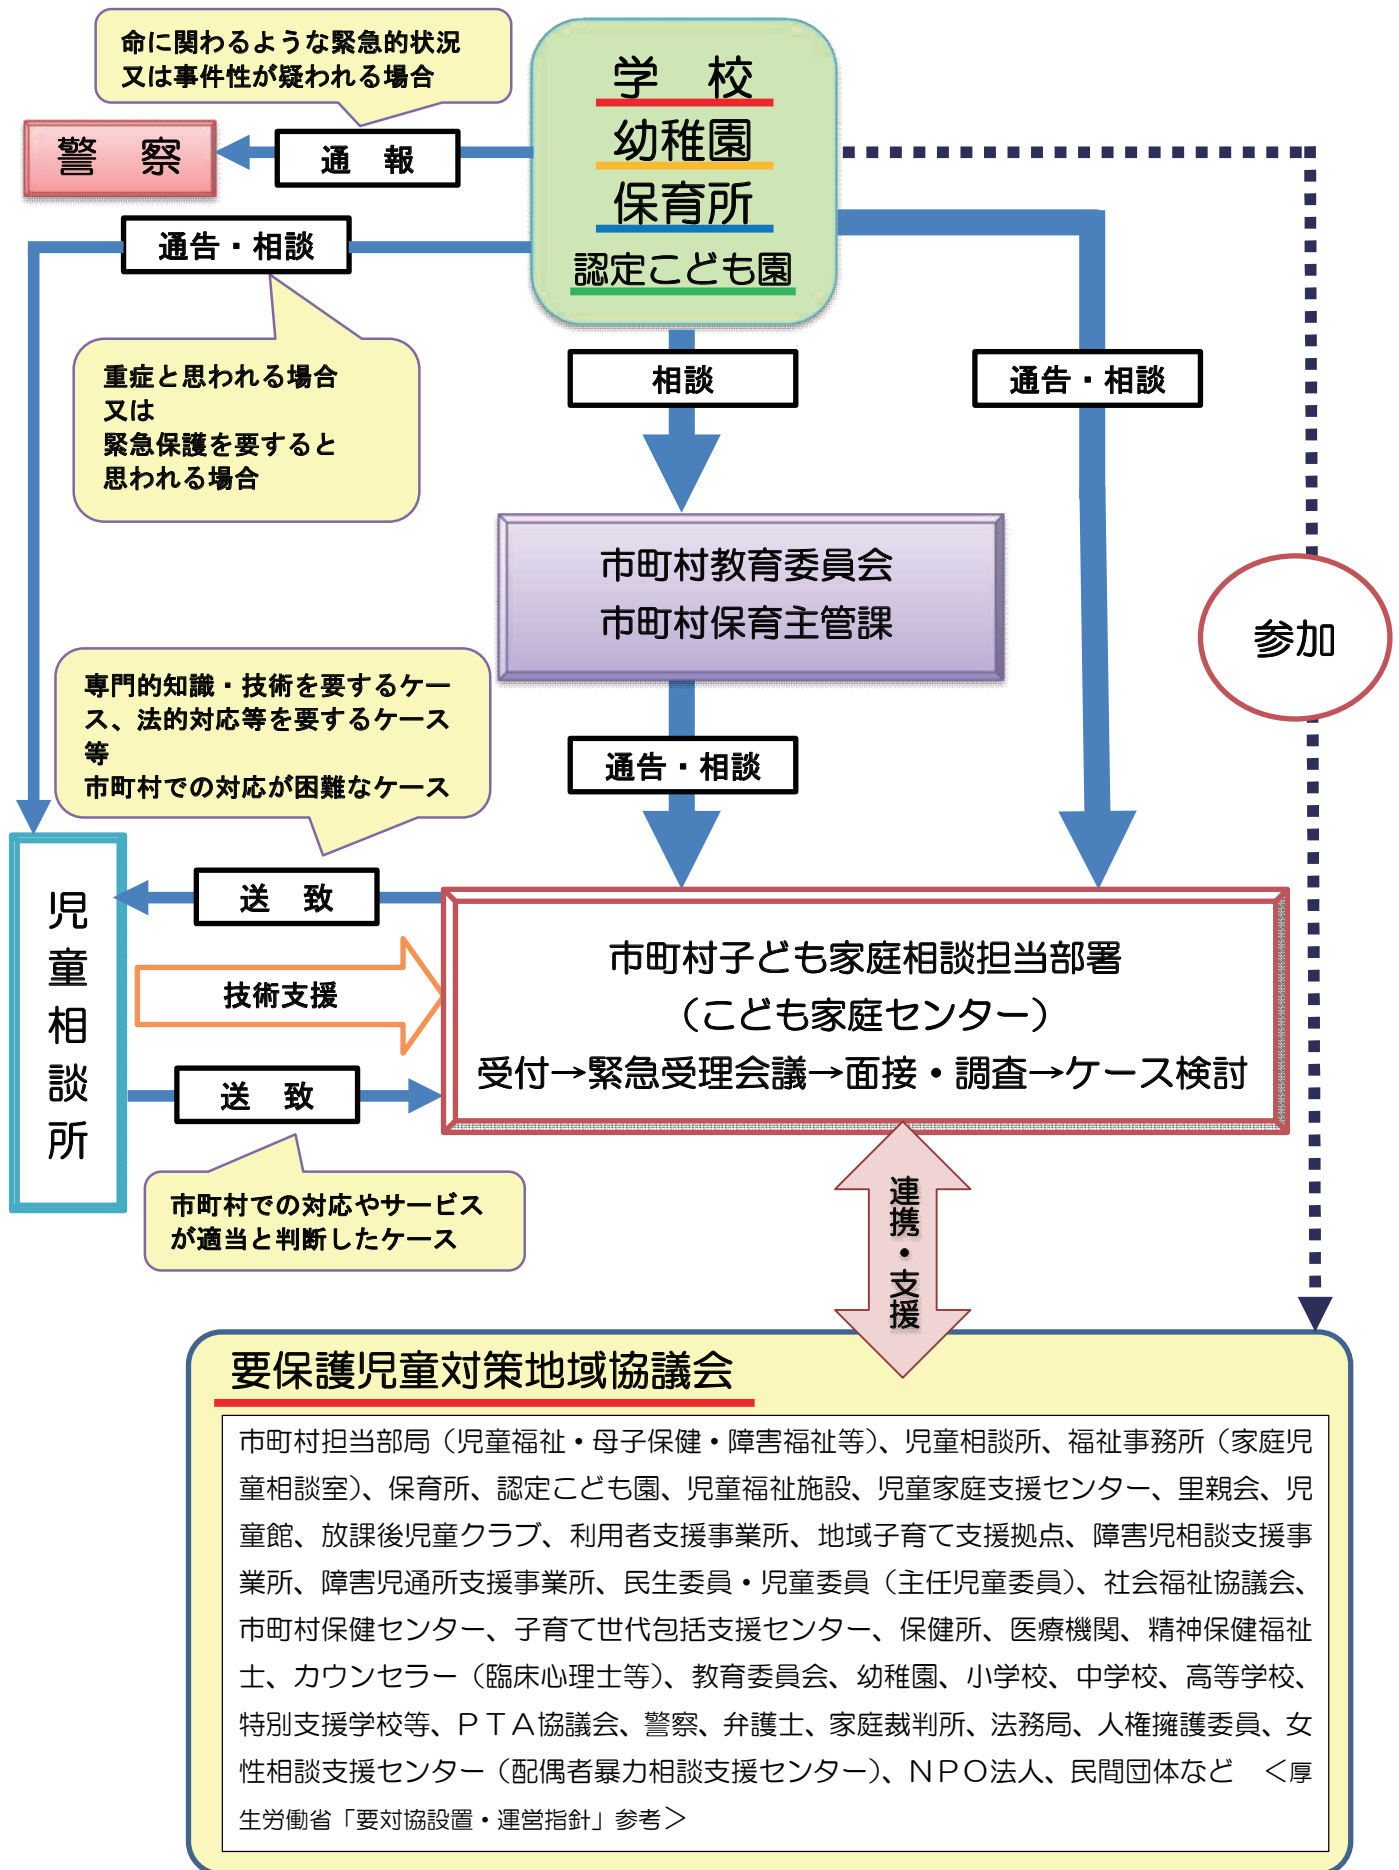 命に関わるような緊急的状況
又は事件性が疑われる場合
学　校
幼稚園
保育所
認定こども園
警　察
通　報
通告・相談
重症と思われる場合
又は
緊急保護を要すると
思われる場合
相談
通告・相談
市町村教育委員会
市町村保育主管課
参加
専門的知識・技術を要するケー
ス、法的対応等を要するケース
等
市町村での対応が困難なケース
通告・相談
児童相談所
送　致
技術支援
送　致
市町村子ども家庭相談担当部署
（こども家庭センター）
受付→緊急受理会議→面接・調査→ケース検討
市町村での対応やサービス
が適当と判断したケース
連携・支援
要保護児童対策地域協議会
市町村担当部局（児童福祉・母子保健・障害福祉等）、児童相談所、福祉事務所（家庭児
童相談室）、保育所、認定こども園、児童福祉施設、児童家庭支援センター、里親会、児
童館、放課後児童クラブ、利用者支援事業所、地域子育て支援拠点、障害児相談支援事
業所、障害児通所支援事業所、民生委員・児童委員（主任児童委員）、社会福祉協議会、
市町村保健センター、子育て世代包括支援センター、保健所、医療機関、精神保健福祉
士、カウンセラー（臨床心理士等）、教育委員会、幼稚園、小学校、中学校、高等学校、
特別支援学校等、ＰＴＡ協議会、警察、弁護士、家庭裁判所、法務局、人権擁護委員、女
性相談支援センター（配偶者暴力相談支援センター）、ＮＰＯ法人、民間団体など　＜厚
生労働省「要対協設置・運営指針」参考＞